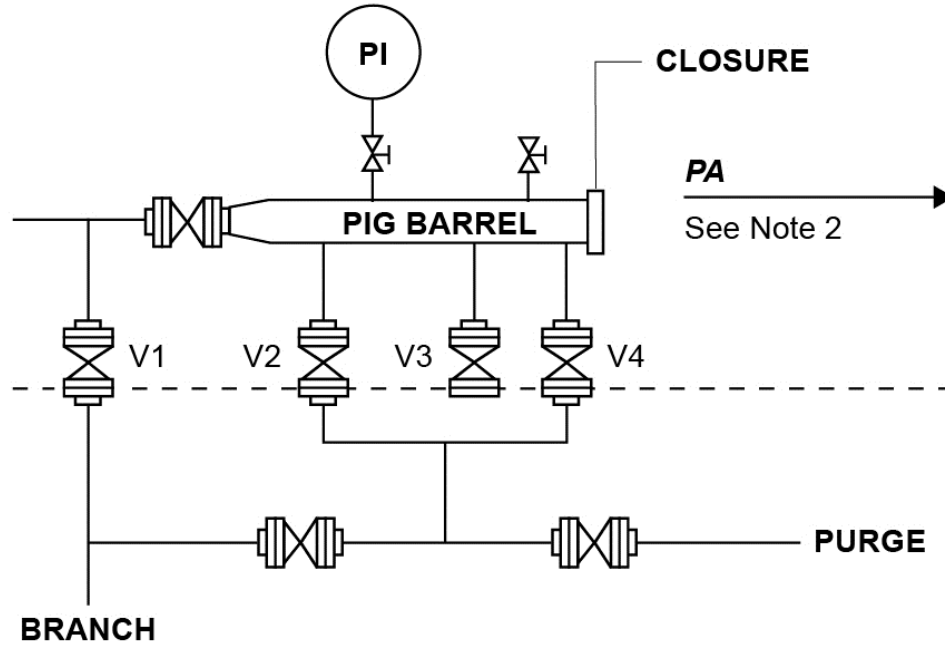 PI
CLOSURE
PA
See Note 2
PIG BARREL
V1
V2
V3
V4
PURGE
BRANCH